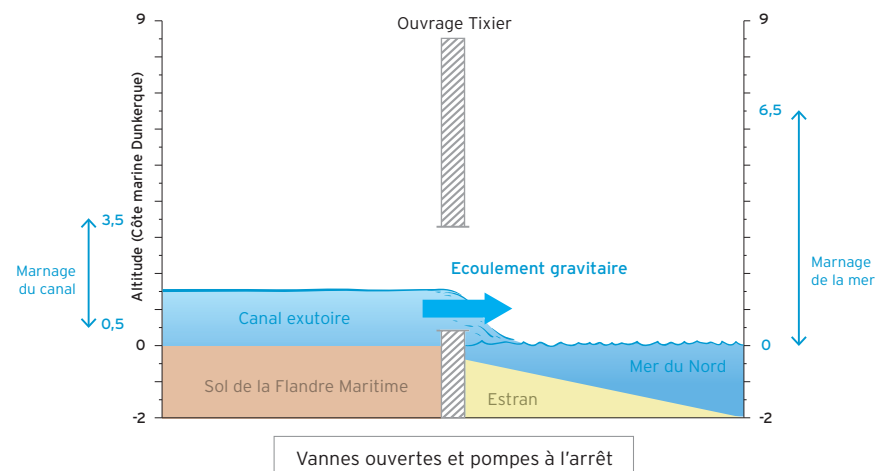 Ouvrage Tixier
9
9
Altitude (Côte marine Dunkerque)
6,5
3,5
Marnage
du canal
0,5
Ecoulement gravitaire
Marnage
de la mer
Canal exutoire
0
0
Mer du Nord
Sol de la Flandre Maritime
Estran
-2
-2
Vannes ouvertes et pompes à l'arrêt